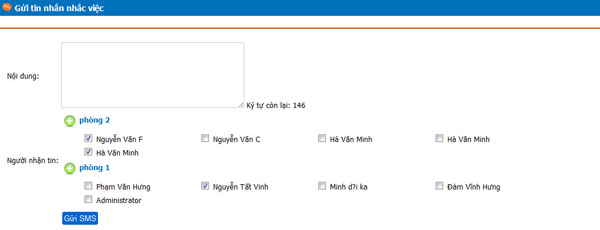 Gửi tin nhắn nhắc việc
Nội dung:
Ký tự còn lại: 146
phòng 2
Nguyễn Văn F Nguyễn Văn C Hà Văn Minh Hà Văn Minh
Hà Văn Minh
Người nhận tin:
phòng 1
Phạm Văn Hưng Nguyễn Tất Vinh Minh d?i ka Đàm Vĩnh Hưng
Administrator
Gửi SMS